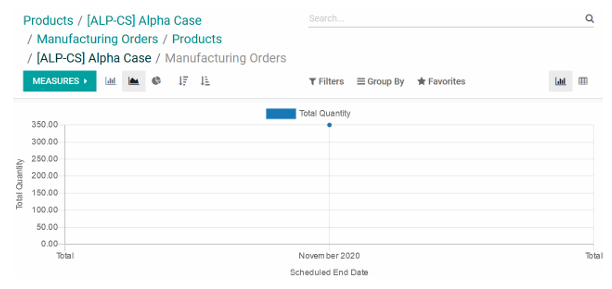 Products / [ALP-CS] Alpha Case
/ Manufacturing Orders / Products
/ [ALP-CS] Alpha Case / Manufacturing Orders
Search...
MEASURES
Filters Group By Favorites
Total Quantity
350.00
300.00
250.00
200.00
150.00
100.00
50.00
0.00
Total Quantity
Total November 2020 Total
Scheduled End Date